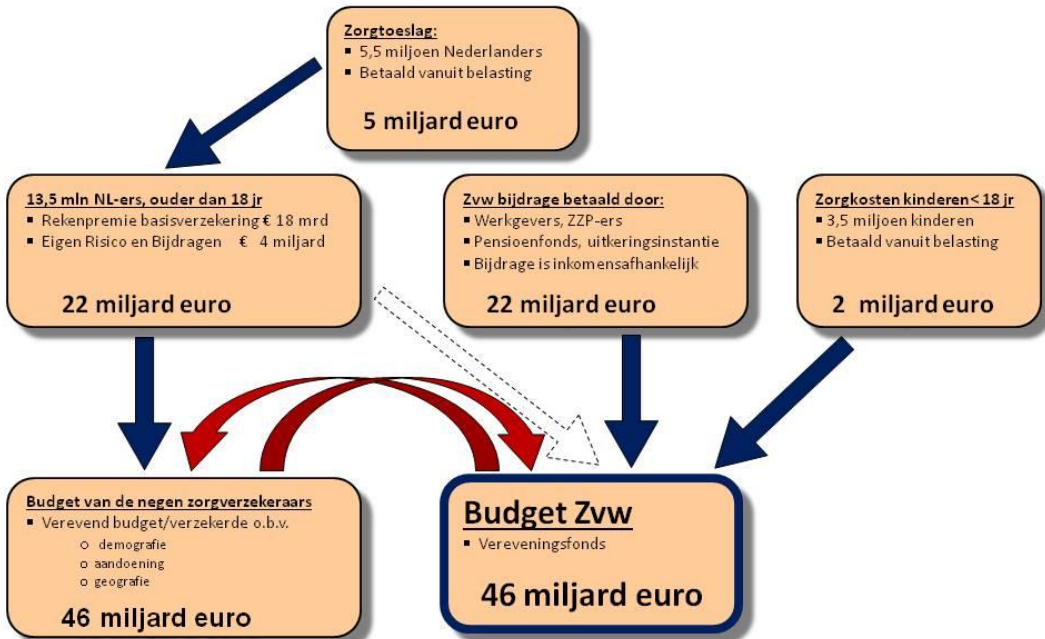 Zorgtoeslag:
▪ 5,5 miljoen Nederlanders
▪ Betaald vanuit belasting
5 miljard euro
13,5 mln NL-ers, ouder dan 18 jr
▪ Rekenpremie basisverzekering € 18 mrd
▪ Eigen Risico en Bijdragen € 4 miljard
22 miljard euro
Zvw bijdrage betaald door:
▪ Werkgevers, ZZP-ers
▪ Pensioenfonds, uitkeringsinstantie
▪ Bijdrage is inkomensafhankelijk
22 miljard euro
Zorgkosten kinderen< 18 jr
▪ 3,5 miljoen kinderen
▪ Betaald vanuit belasting
2 miljard euro
Budget van de negen zorgverzekeraars
▪ Verevend budget/verzekerde o.b.v.
o demografie
o aandoening
o geografie
46 miljard euro
Budget Zvw
▪ Vereveningsfonds
46 miljard euro